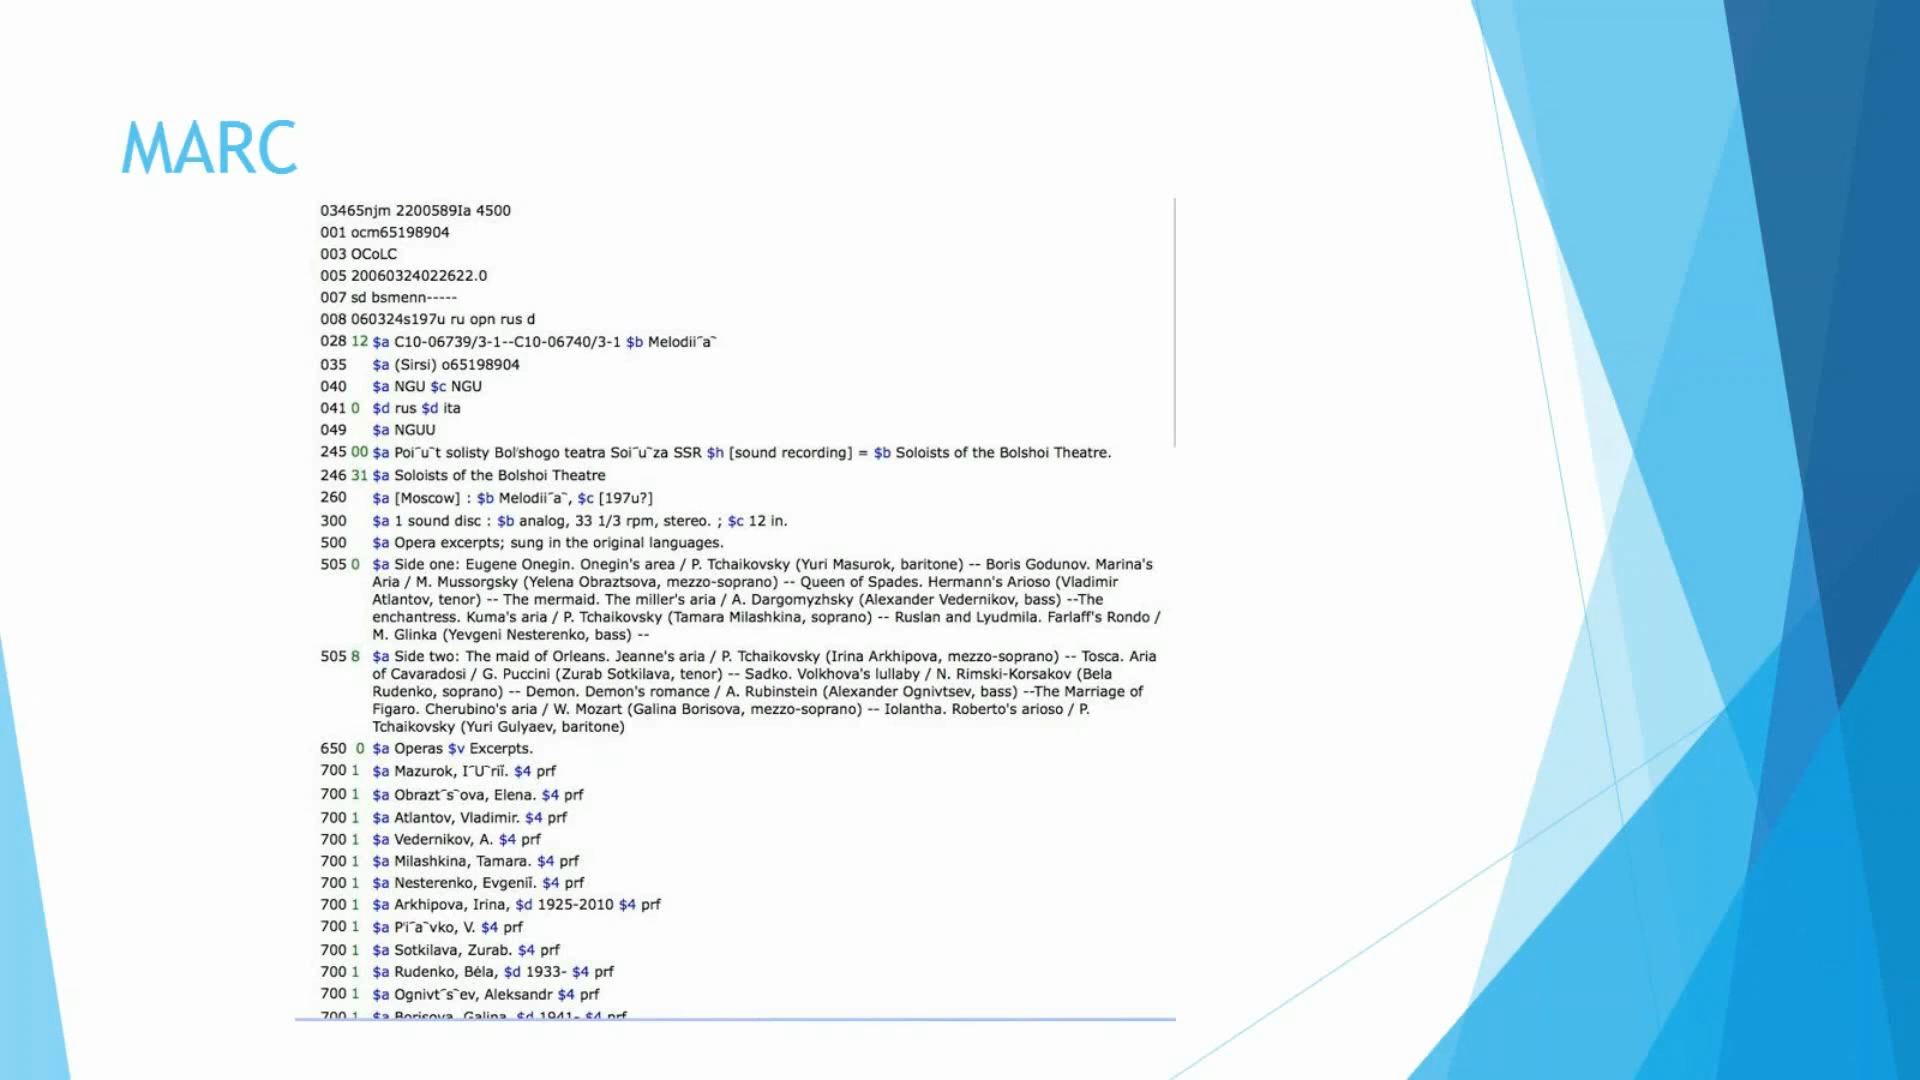 MARC
03465njm 2200589Ia 4500
001 ocm65198904
003 OCoLC
005 20060324022622.0
007 sd bsmenn-----
008 060324s197u ru opn rus d
028 12 $a C10-06739/3-1--C10-06740/3-1 $b Melodii˜a˜
035 $a (Sirsi) o65198904
040 $a NGU $c NGU
041 0 $d rus $d ita
049 $a NGUU
245 00 $a Poi˜u˜t solisty Bolʹshogo teatra Soi˜u˜za SSR $h [sound recording] = $b Soloists of the Bolshoi Theatre.
246 31 $a Soloists of the Bolshoi Theatre
260 $a [Moscow] : $b Melodii˜a˜, $c [197u?]
300 $a 1 sound disc : $b analog, 33 1/3 rpm, stereo. ; $c 12 in.
500 $a Opera excerpts; sung in the original languages.
505 0 $a Side one: Eugene Onegin. Onegin's area / P. Tchaikovsky (Yuri Masurok, baritone) -- Boris Godunov. Marina's
Aria / M. Mussorgsky (Yelena Obraztsova, mezzo-soprano) -- Queen of Spades. Hermann's Arioso (Vladimir
Atlantov, tenor) -- The mermaid. The miller's aria / A. Dargomyzhsky (Alexander Vedernikov, bass) --The
enchantress. Kuma's aria / P. Tchaikovsky (Tamara Milashkina, soprano) -- Ruslan and Lyudmila. Farlaff's Rondo /
M. Glinka (Yevgeni Nesterenko, bass) --
505 8 $a Side two: The maid of Orleans. Jeanne's aria / P. Tchaikovsky (Irina Arkhipova, mezzo-soprano) -- Tosca. Aria
of Cavaradosi / G. Puccini (Zurab Sotkilava, tenor) -- Sadko. Volkhova's lullaby / N. Rimski-Korsakov (Bela
Rudenko, soprano) -- Demon. Demon's romance / A. Rubinstein (Alexander Ognivtsev, bass) --The Marriage of
Figaro. Cherubino's aria / W. Mozart (Galina Borisova, mezzo-soprano) -- Iolantha. Roberto's arioso / P.
Tchaikovsky (Yuri Gulyaev, baritone)
650 0 $a Operas $v Excerpts.
700 1 $a Mazurok, I˜U˜riĭ. $4 prf
700 1 $a Obrazt˜s˜ova, Elena. $4 prf
700 1 $a Atlantov, Vladimir. $4 prf
700 1 $a Vedernikov, A. $4 prf
700 1 $a Milashkina, Tamara. $4 prf
700 1 $a Nesterenko, Evgeniĭ. $4 prf
700 1 $a Arkhipova, Irina, $d 1925-2010 $4 prf
700 1 $a Pʹi˜a˜vko, V. $4 prf
700 1 $a Sotkilava, Zurab. $4 prf
700 1 $a Rudenko, Bėla, $d 1933- $4 prf
700 1 $a Ognivt˜s˜ev, Aleksandr $4 prf
700 1 $a Borisova, Galina, $d 1941- $4 prf